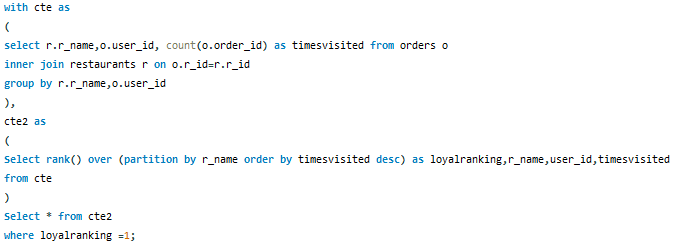 with cte as
(
select r.r_name,o.user_id, count(o.order_id) as timesvisited from orders o
inner join restaurants r on o.r_id=r.r_id
group by r.r_name,o.user_id
),
cte2 as
(
Select rank() over (partition by r_name order by timesvisited desc) as loyalranking,r_name,user_id,timesvisited
from cte
)
Select * from cte2
where loyalranking =1;